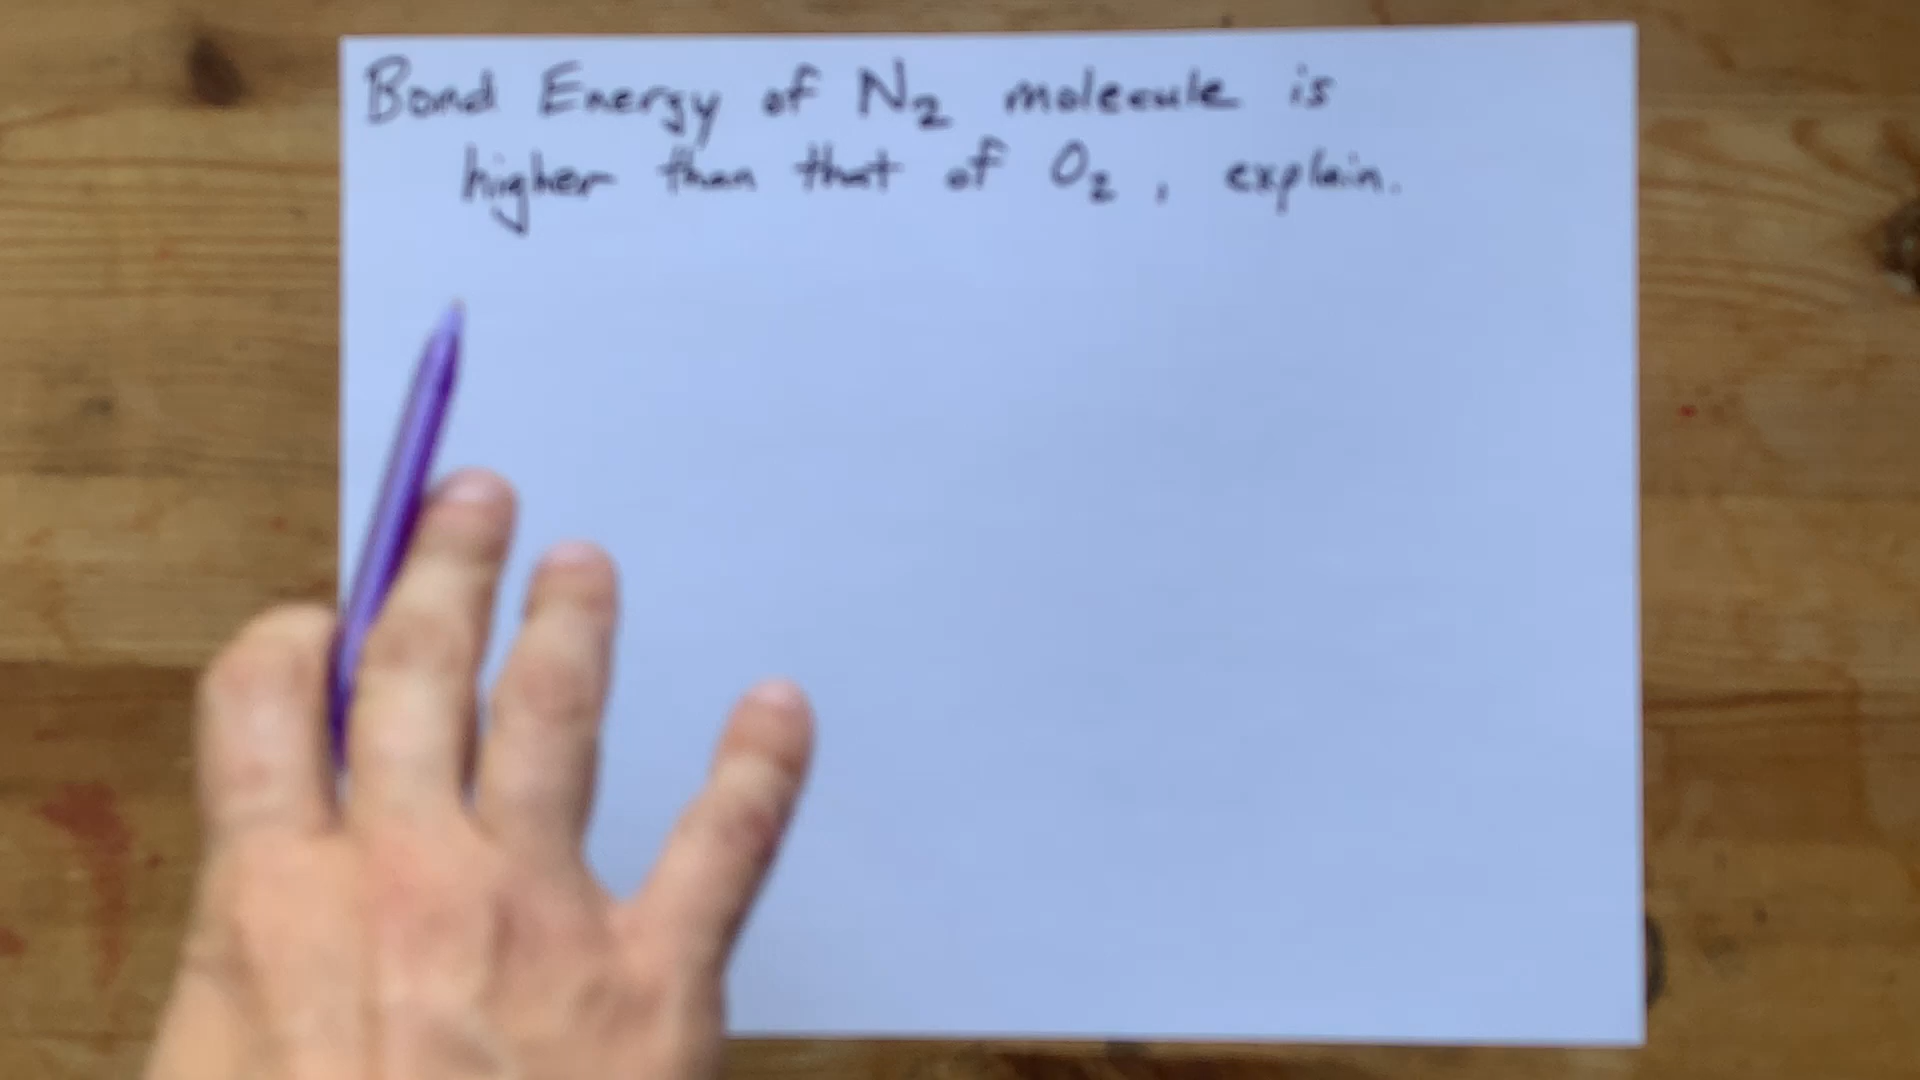 Bond Energy of N₂ molecule is
higher than that of O₂, explain.